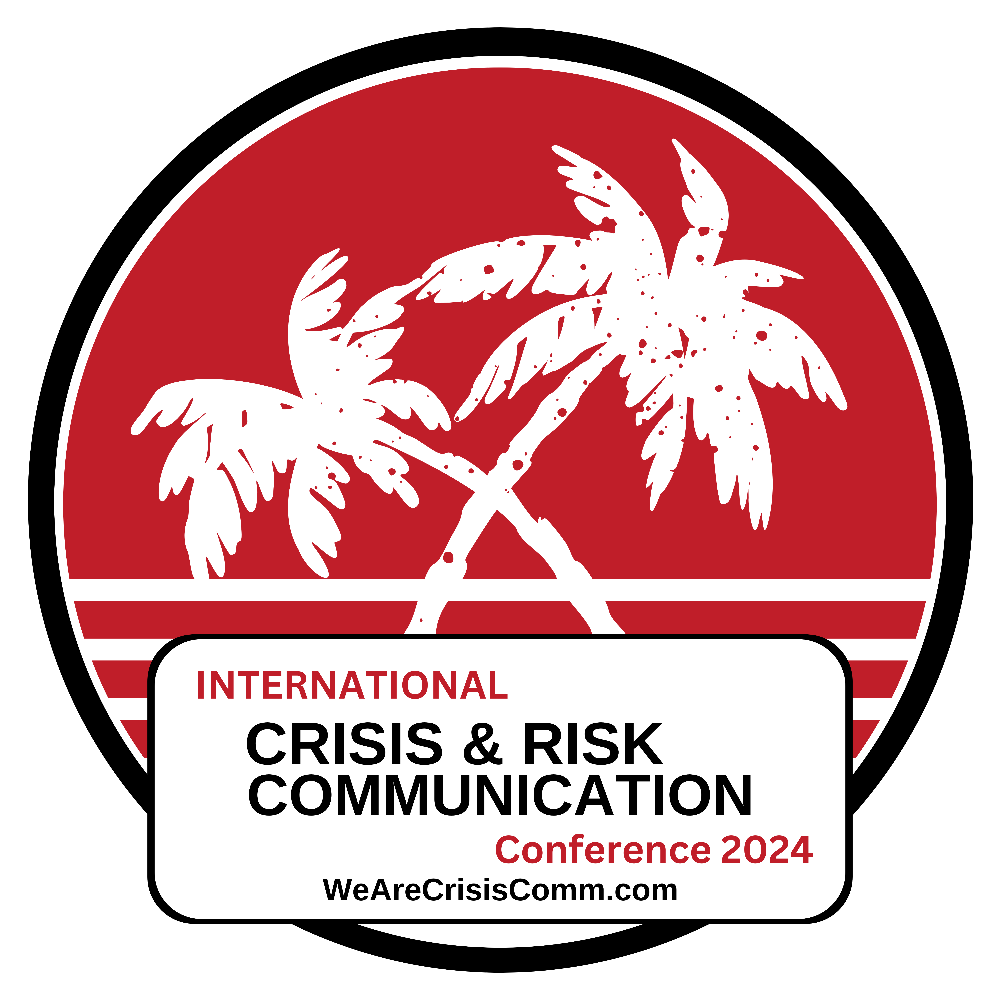 INTERNATIONAL
CRISIS & RISK
COMMUNICATION
Conference 2024
WeAreCrisisComm.com